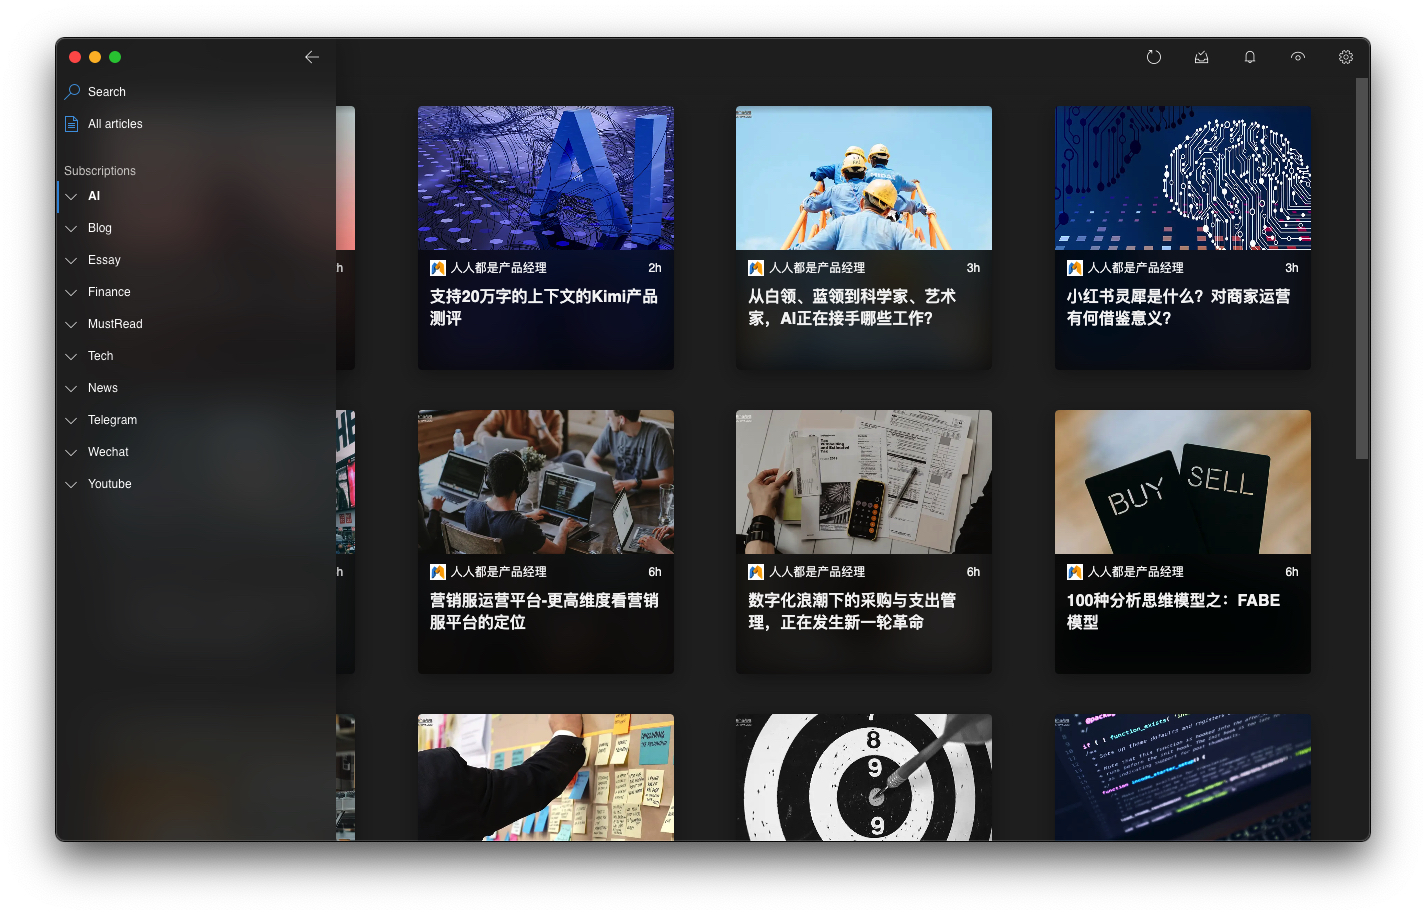 Search
All articles
Subscriptions
AI
Blog
Essay
Finance
MustRead
Tech
News
Telegram
Wechat
Youtube
h
AI
人人都是产品经理 2h
支持20万字的上下文的Kimi产品
测评
人人都是产品经理 3h
从白领、蓝领到科学家、艺术
家，AI正在接手哪些工作？
人人都是产品经理 3h
小红书灵犀是什么？对商家运营
有何借鉴意义？
h
人人都是产品经理 6h
营销服运营平台-更高维度看营销
服平台的定位
人人都是产品经理 6h
数字化浪潮下的采购与支出管
理，正在发生新一轮革命
BUY
SELL
人人都是产品经理 6h
100种分析思维模型之：FABE
模型
8
9
9
function_exists(